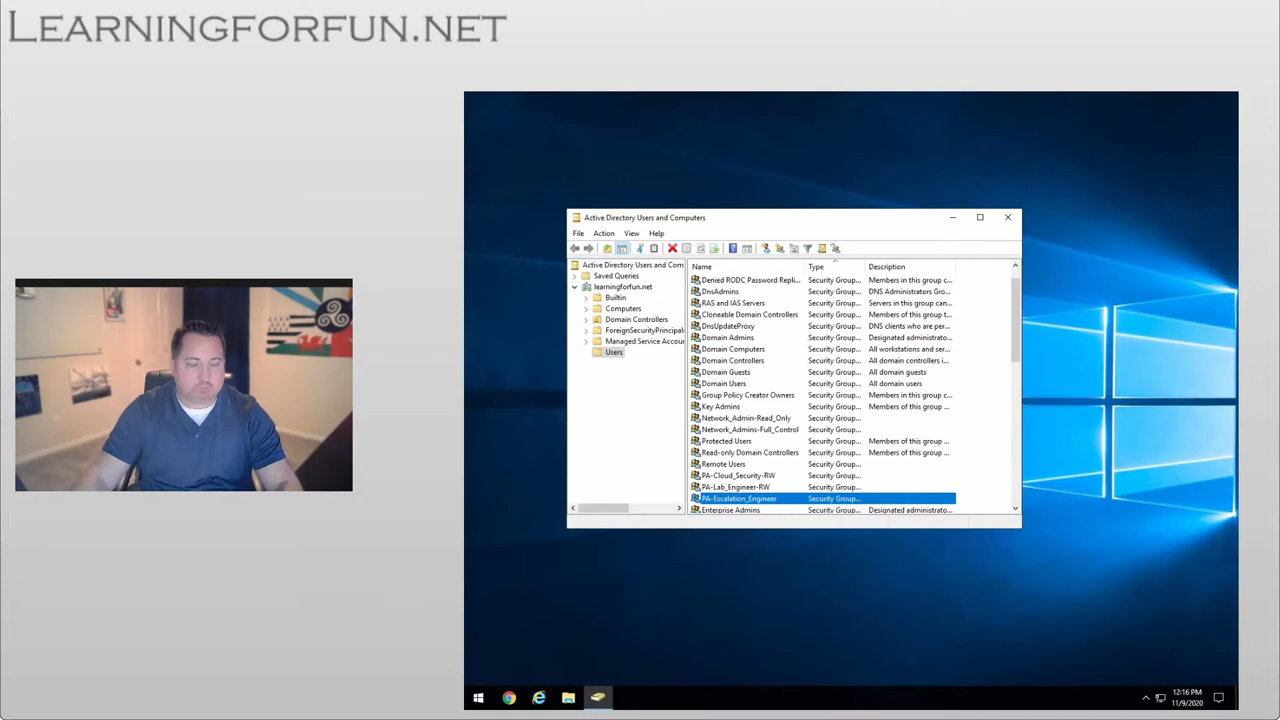 LEARNINGFORFUN.NET
Active Directory Users and Computers
File Action View Help
Active Directory Users and Com
Saved Queries
learningforfun.net
Builtin
Computers
Domain Controllers
ForeignSecurityPrincipals
Managed Service Accou
Users
Name Type Description
Denied RODC Password Repli... Security Group... Members in this group c...
DnsAdmins Security Group... DNS Administrators Gro...
RAS and IAS Servers Security Group... Servers in this group can...
Cloneable Domain Controllers Security Group... Members of this group t...
DnsUpdateProxy Security Group... DNS clients who are per...
Domain Admins Security Group... Designated administrato...
Domain Computers Security Group... All workstations and ser...
Domain Controllers Security Group... All domain controllers i...
Domain Guests Security Group... All domain guests
Domain Users Security Group... All domain users
Group Policy Creator Owners Security Group... Members in this group c...
Key Admins Security Group... Members of this group ...
Network_Admin-Read_Only Security Group...
Network_Admins-Full_Control Security Group...
Protected Users Security Group... Members of this group ...
Read-only Domain Controllers Security Group... Members of this group ...
Remote Users Security Group...
PA-Cloud_Security-RW Security Group...
PA-Lab_Engineer-RW Security Group...
PA-Escalation_Engineer Security Group...
Enterprise Admins Security Group... Designated administrato...
12:16 PM
11/9/2020